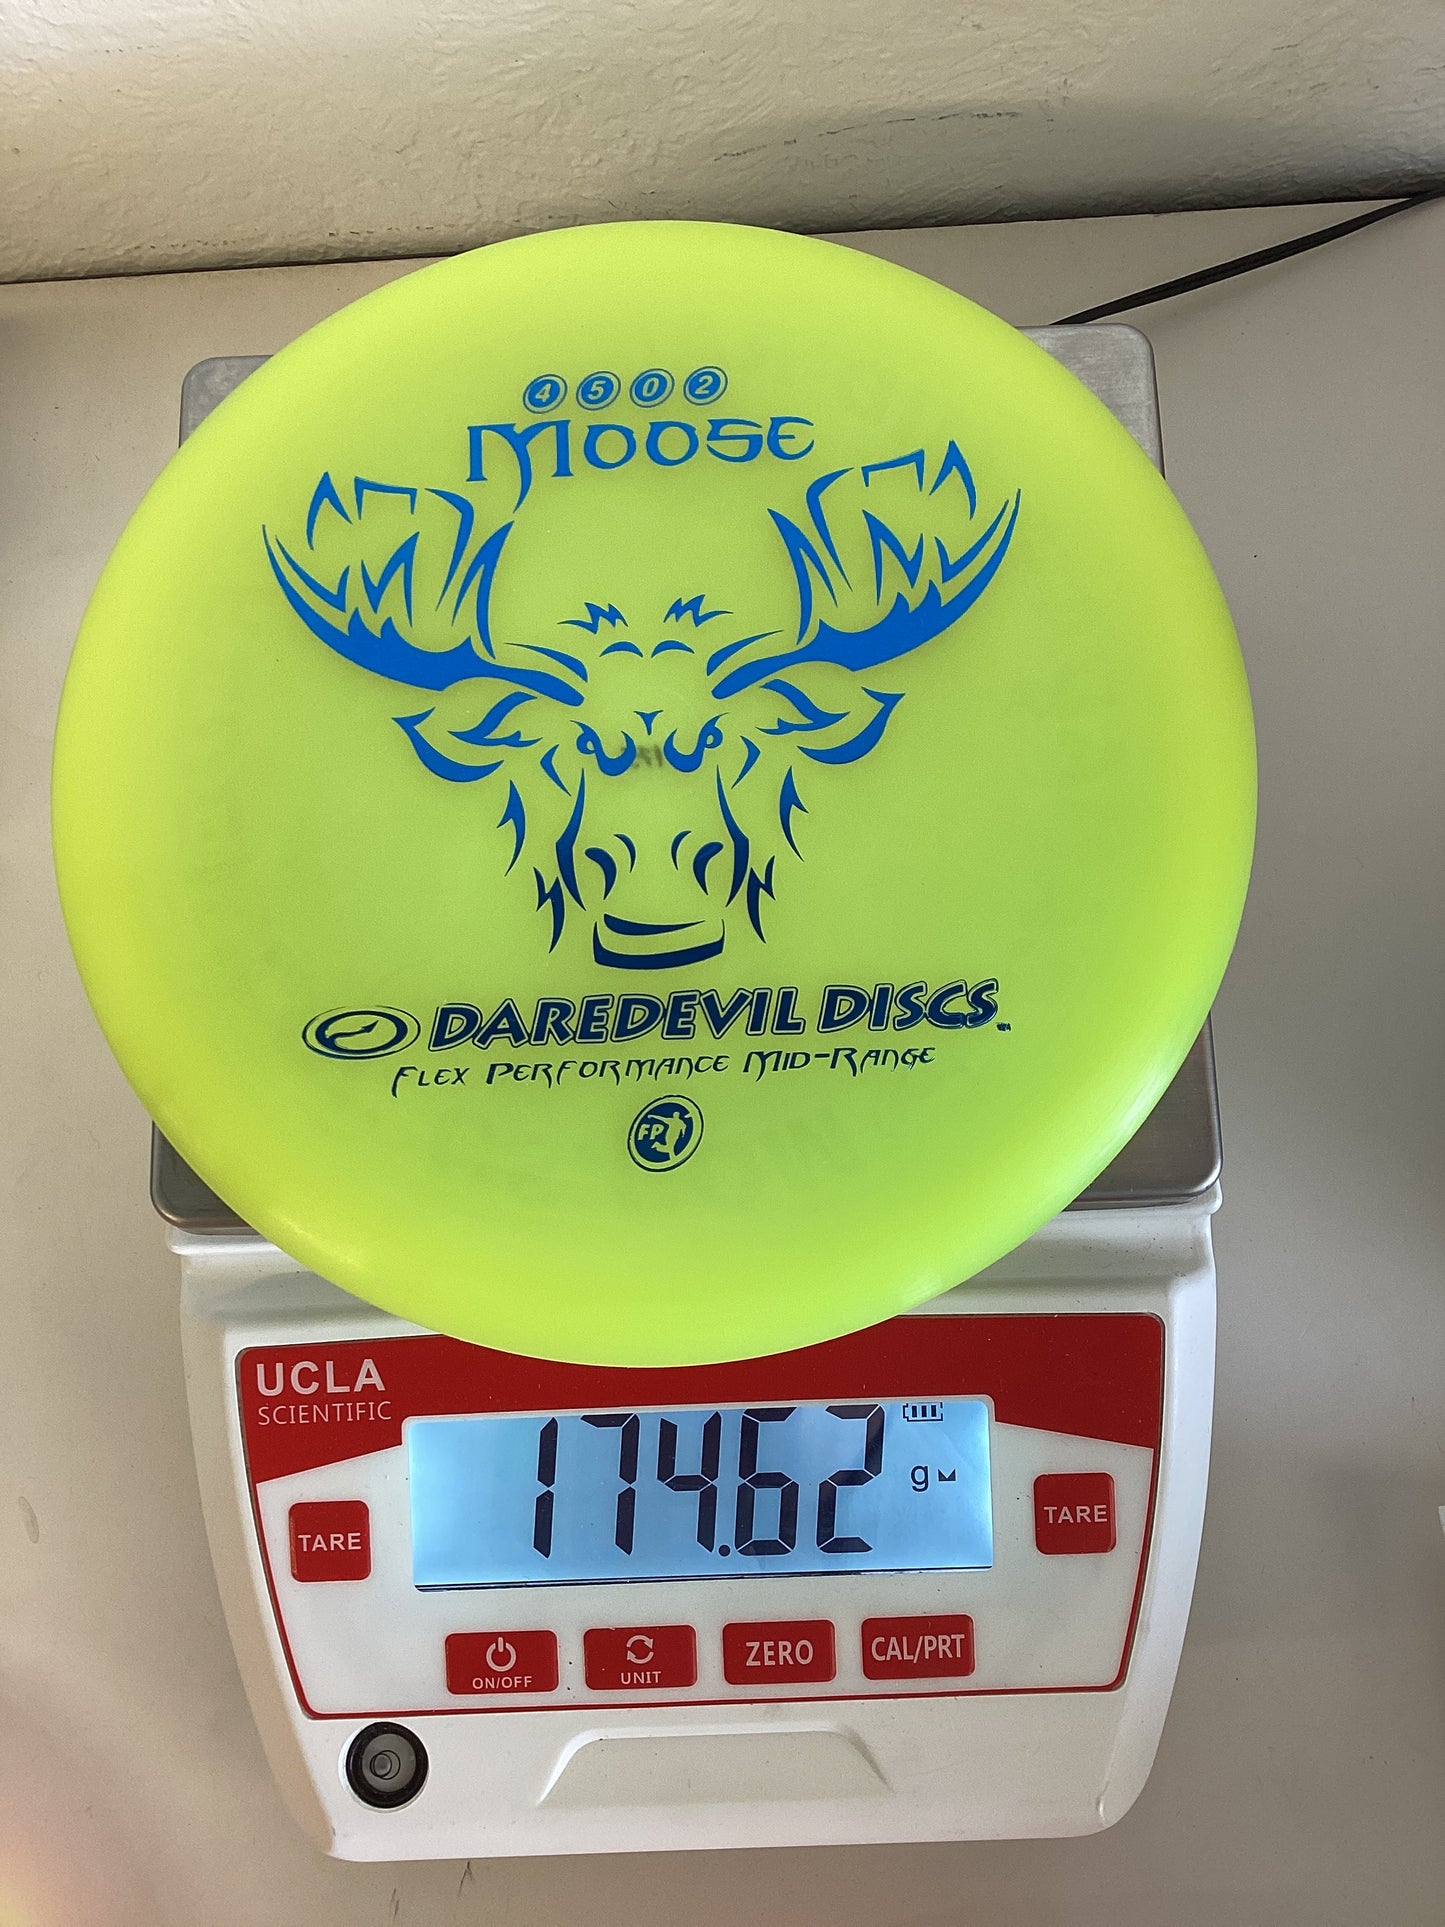 4 5 0 2
MOOSE
DAREDEVIL DISCS
FLEX PERFORMANCE MID-RANGE
FP
UCLA
SCIENTIFIC
174.62 g
TARE
TARE
ON/OFF
UNIT
ZERO
CAL/PRT